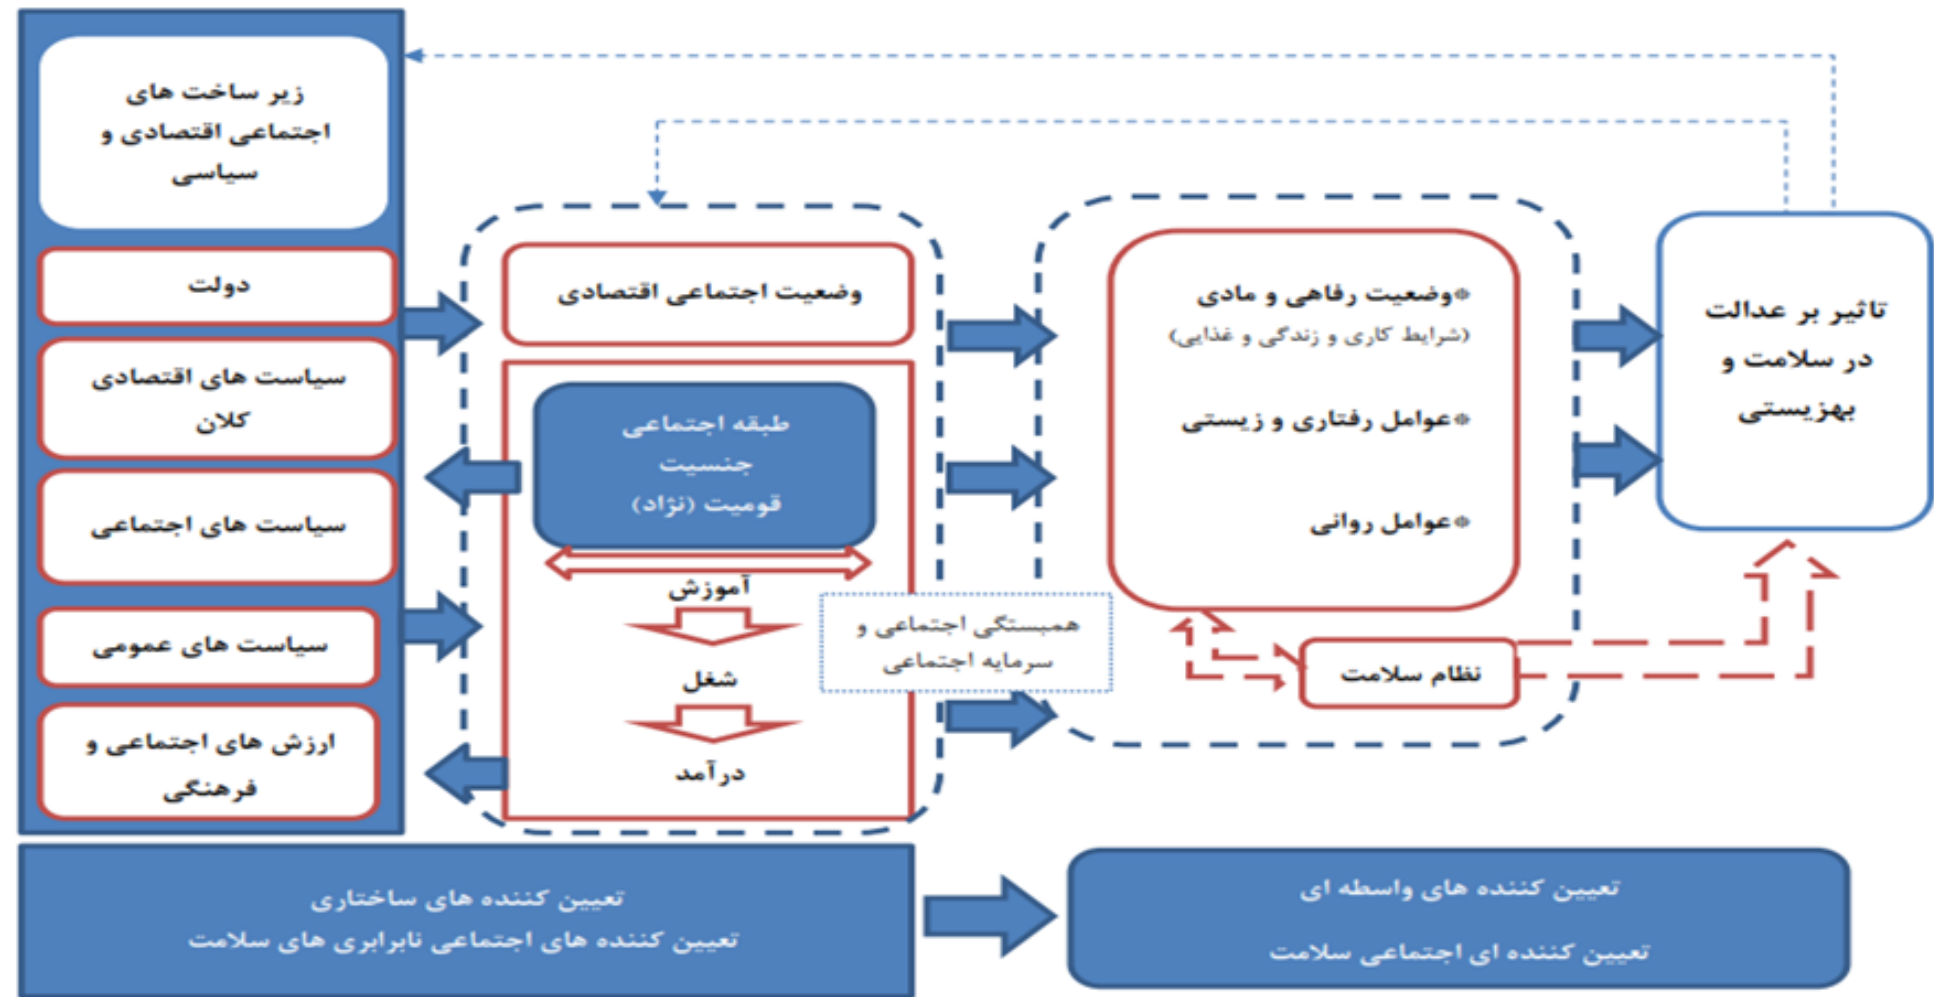 زیر ساخت های
اجتماعی اقتصادی و
سیاسی
دولت
سیاست های اقتصادی
کلان
سیاست های اجتماعی
سیاست های عمومی
ارزش های اجتماعی و
فرهنگی
وضعیت اجتماعی اقتصادی
طبقه اجتماعی
جنسیت
قومیت (نژاد)
آموزش
شغل
درآمد
همبستگی اجتماعی و
سرمایه اجتماعی
*وضعیت رفاهی و مادی
(شرایط کاری و زندگی و غذایی)
*عوامل رفتاری و زیستی
*عوامل روانی
نظام سلامت
تاثیر بر عدالت
در سلامت و
بهزیستی
تعیین کننده های ساختاری
تعیین کننده های اجتماعی نابرابری های سلامت
تعیین کننده های واسطه ای
تعیین کننده ای اجتماعی سلامت